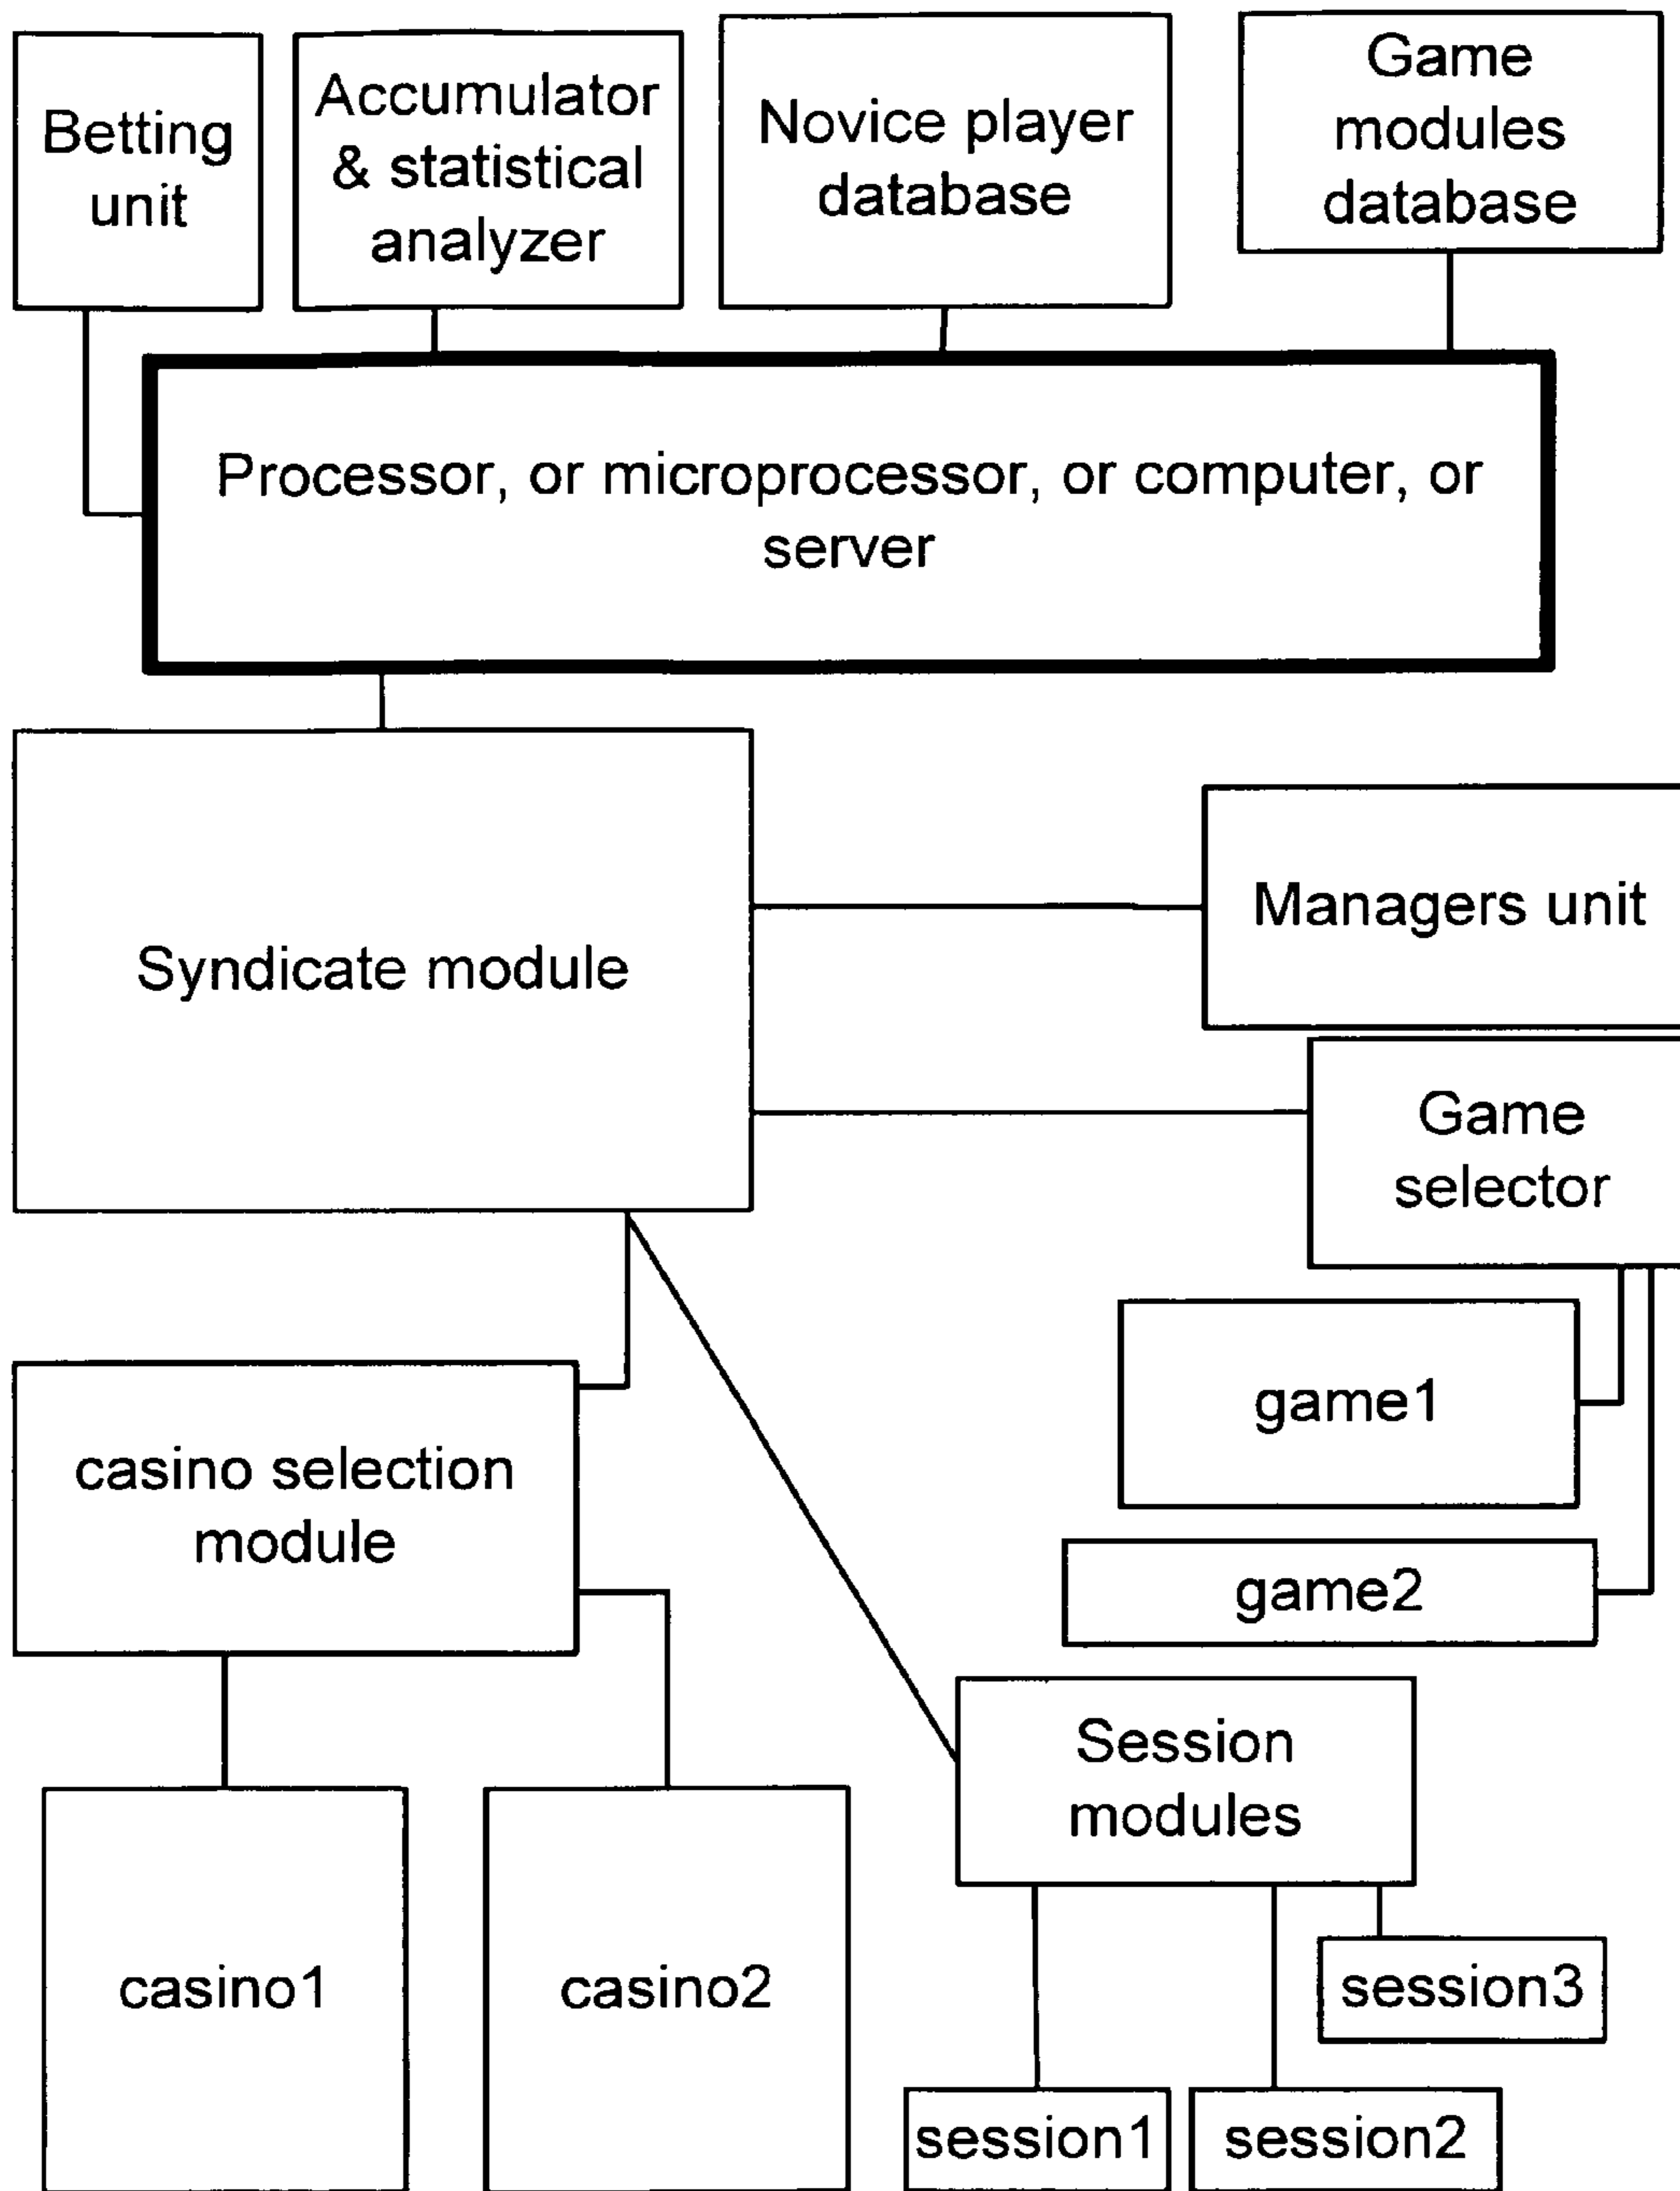 Betting
unit
Accumulator
& statistical
analyzer
Novice player
database
Game
modules
database
Processor, or microprocessor, or computer, or
server
Syndicate module
Managers unit
Game
selector
game1
casino selection
module
game2
Session
modules
casino1
casino2
session3
session1
session2